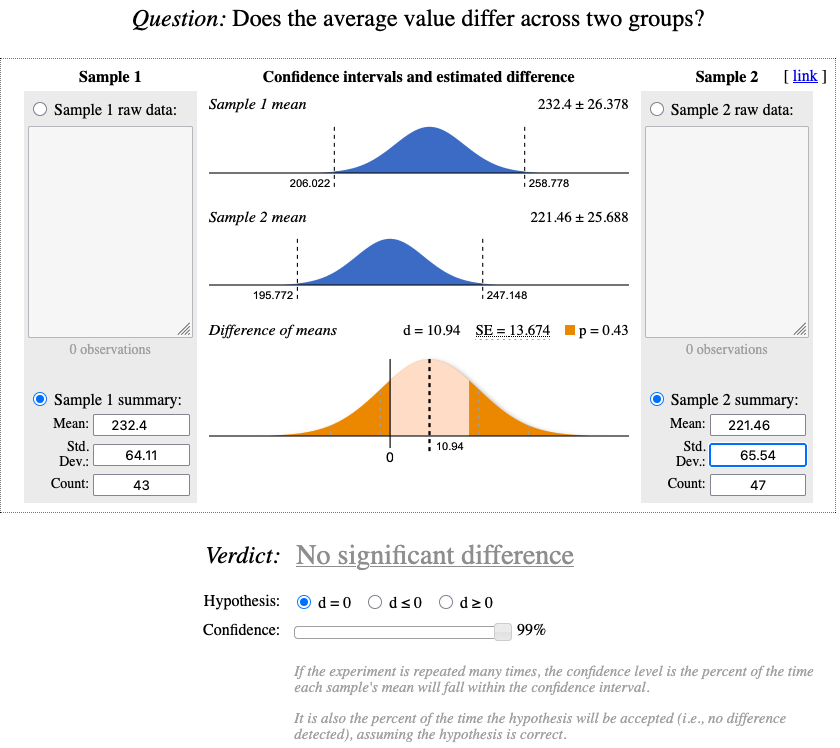 Question: Does the average value differ across two groups?
Sample 1
Confidence intervals and estimated difference
Sample 2
[ link ]
Sample 1 raw data:
0 observations
Sample 1 summary:
Mean: 232.4
Std. Dev.: 64.11
Count: 43
Sample 1 mean
232.4 ± 26.378
206.022
258.778
Sample 2 mean
221.46 ± 25.688
195.772
247.148
Difference of means
d = 10.94
SE = 13.674
p = 0.43
10.94
0
Sample 2 raw data:
0 observations
Sample 2 summary:
Mean: 221.46
Std. Dev.: 65.54
Count: 47
Verdict: No significant difference
Hypothesis: d = 0 d ≤ 0 d ≥ 0
Confidence: 99%
If the experiment is repeated many times, the confidence level is the percent of the time
each sample's mean will fall within the confidence interval.
It is also the percent of the time the hypothesis will be accepted (i.e., no difference
detected), assuming the hypothesis is correct.